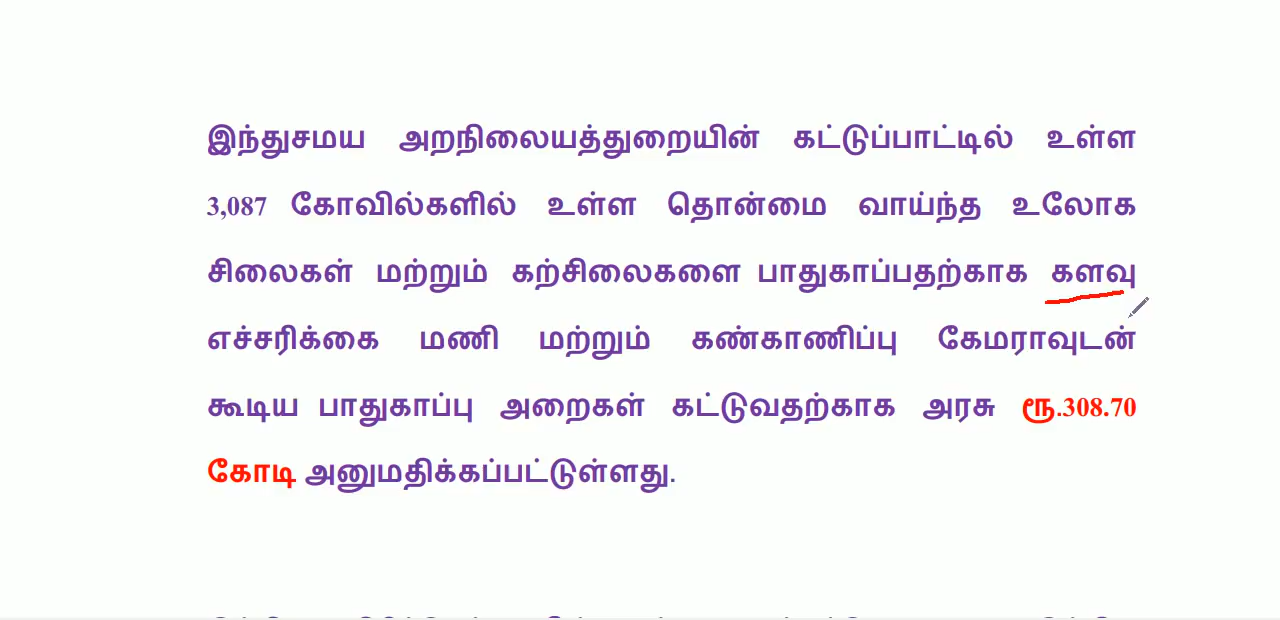 இந்துசமய அறநிலையத்துறையின் கட்டுப்பாட்டில் உள்ள
3,087 கோவில்களில் உள்ள தொன்மை வாய்ந்த உலோக
சிலைகள் மற்றும் கற்சிலைகளை பாதுகாப்பதற்காக களவு
எச்சரிக்கை மணி மற்றும் கண்காணிப்பு கேமராவுடன்
கூடிய பாதுகாப்பு அறைகள் கட்டுவதற்காக அரசு ரூ.308.70
கோடி அனுமதிக்கப்பட்டுள்ளது.